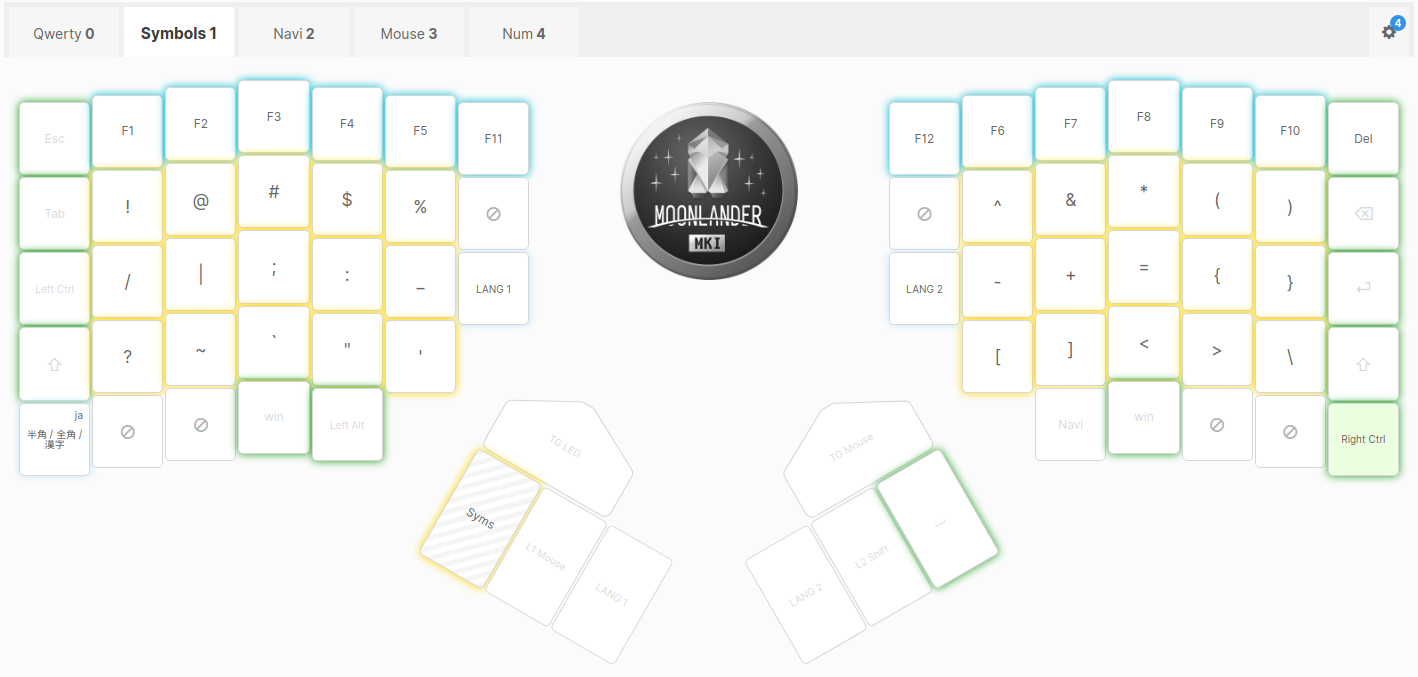 Qwerty 0
Symbols 1
Navi 2
Mouse 3
Num 4
4
Esc
F1
F2
F3
F4
F5
F11
F12
F6
F7
F8
F9
F10
Del
Tab
!
@
#
$
%
^
&
*
(
)
Left Ctrl
/
|
;
:
_
LANG 1
LANG 2
-
+
=
{
}
?
~
`
"
'
[
]
<
>
\
ja
半角 / 全角 /
漢字
win
Left Alt
Navi
win
Right Ctrl
TG LED
Syms
L1 Mouse
LANG 1
TG Mouse
L2 Shift
LANG 2
MOONLANDER
MKI